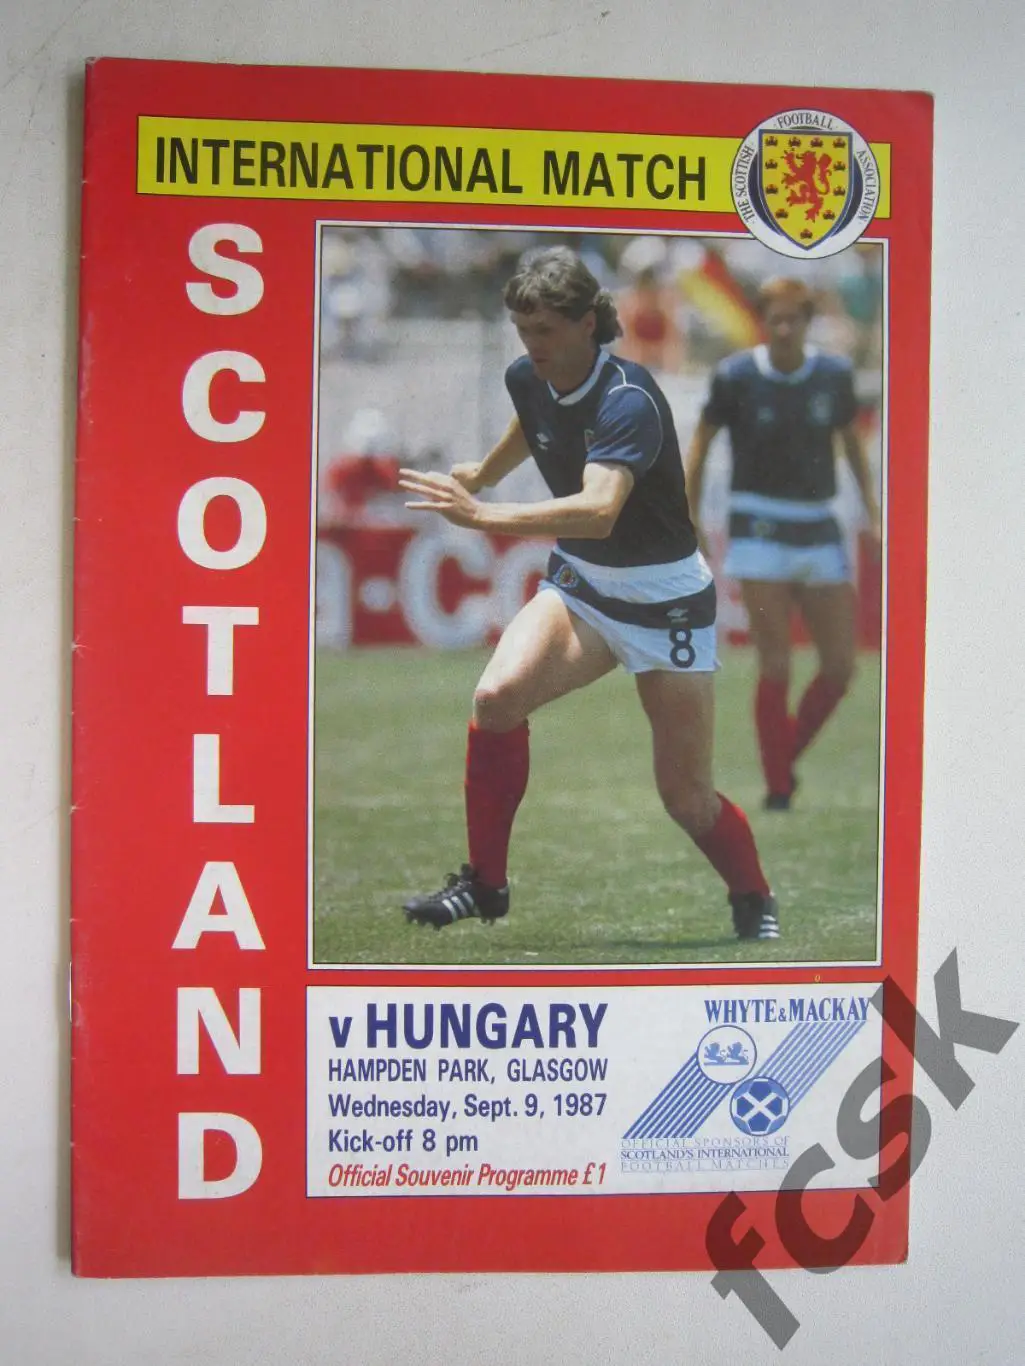 INTERNATIONAL MATCH
THE SCOTTISH FOOTBALL ASSOCIATION
SCOTLAND
8
v HUNGARY
HAMPDEN PARK, GLASGOW
Wednesday, Sept. 9, 1987
Kick-off 8 pm
Official Souvenir Programme £1
WHYTE & MACKAY
OFFICIAL SPONSORS OF
SCOTLAND'S INTERNATIONAL
FOOTBALL MATCHES
fcsk